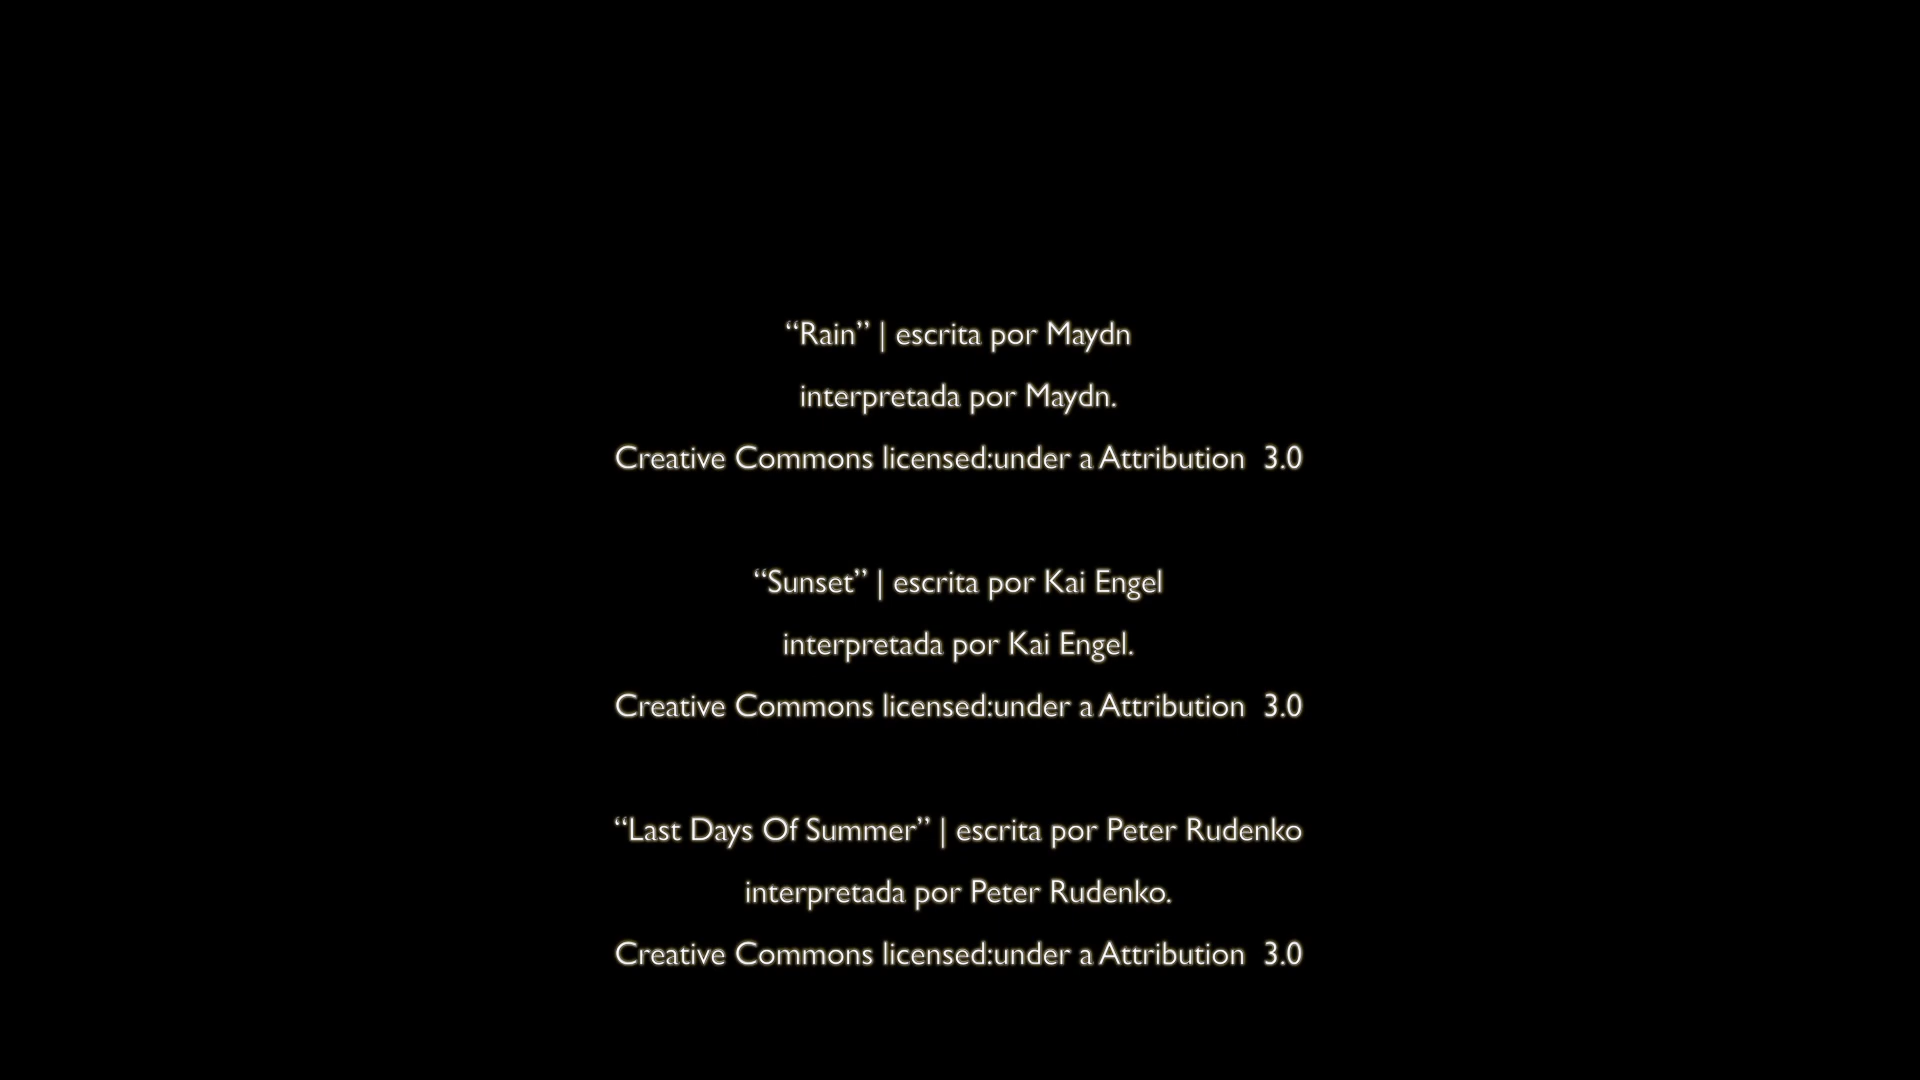 “Rain” | escrita por Maydn
interpretada por Maydn.
Creative Commons licensed:under a Attribution  3.0
“Sunset” | escrita por Kai Engel
interpretada por Kai Engel.
Creative Commons licensed:under a Attribution  3.0
“Last Days Of Summer” | escrita por Peter Rudenko
interpretada por Peter Rudenko.
Creative Commons licensed:under a Attribution  3.0